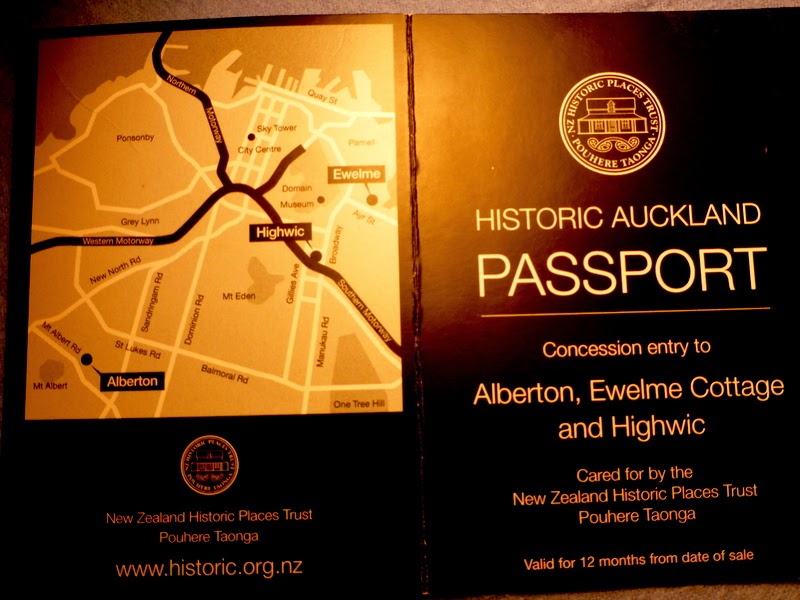 Northern Motorway
Quay St
Ponsonby
Sky Tower
City Centre
Parnell
Ewelme
Domain
Museum
Ayr St
Grey Lynn
Highwic
Broadway
Western Motorway
New North Rd
Gillies Ave
Southern Motorway
Sandringham Rd
Dominion Rd
Mt Eden
Manukau Rd
Mt Albert Rd
St Lukes Rd
Balmoral Rd
Alberton
Mt Albert
One Tree Hill
NZ HISTORIC PLACES TRUST
POUHERE TAONGA
New Zealand Historic Places Trust
Pouhere Taonga
www.historic.org.nz
NZ HISTORIC PLACES TRUST
POUHERE TAONGA
HISTORIC AUCKLAND
PASSPORT
Concession entry to
Alberton, Ewelme Cottage
and Highwic
Cared for by the
New Zealand Historic Places Trust
Pouhere Taonga
Valid for 12 months from date of sale